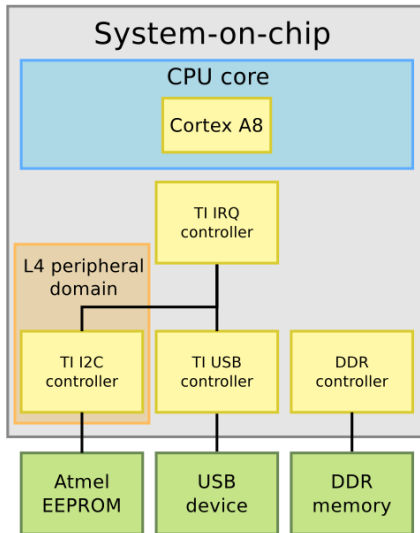 System-on-chip
CPU core
Cortex A8
TI IRQ
controller
L4 peripheral
domain
TI I2C
controller
TI USB
controller
DDR
controller
Atmel
EEPROM
USB
device
DDR
memory